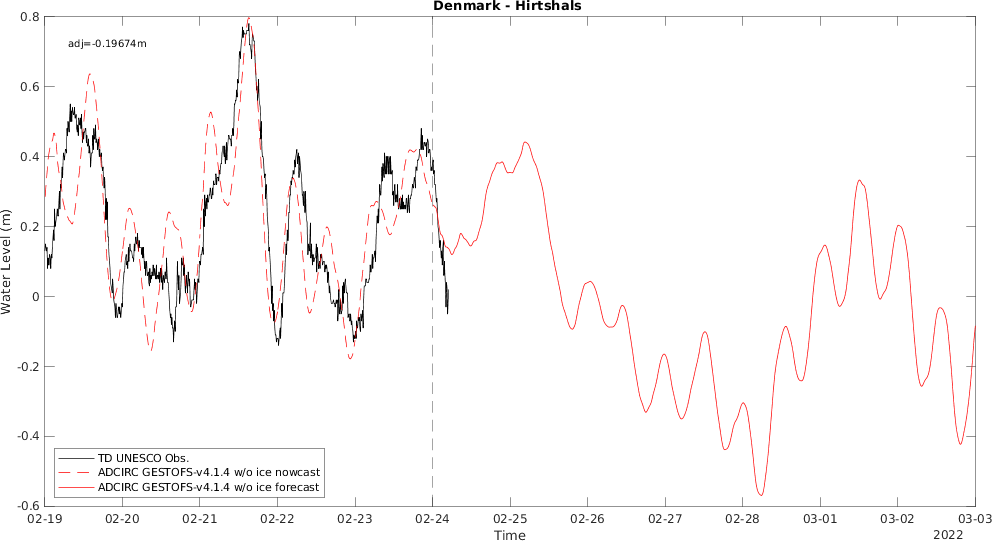 Denmark - Hirtshals
adj=-0.19674m
0.8
0.6
0.4
0.2
0
-0.2
-0.4
-0.6
Water Level (m)
TD UNESCO Obs.
ADCIRC GESTOFS-v4.1.4 w/o ice nowcast
ADCIRC GESTOFS-v4.1.4 w/o ice forecast
02-19 02-20 02-21 02-22 02-23 02-24 02-25 02-26 02-27 02-28 03-01 03-02 03-03
Time
2022